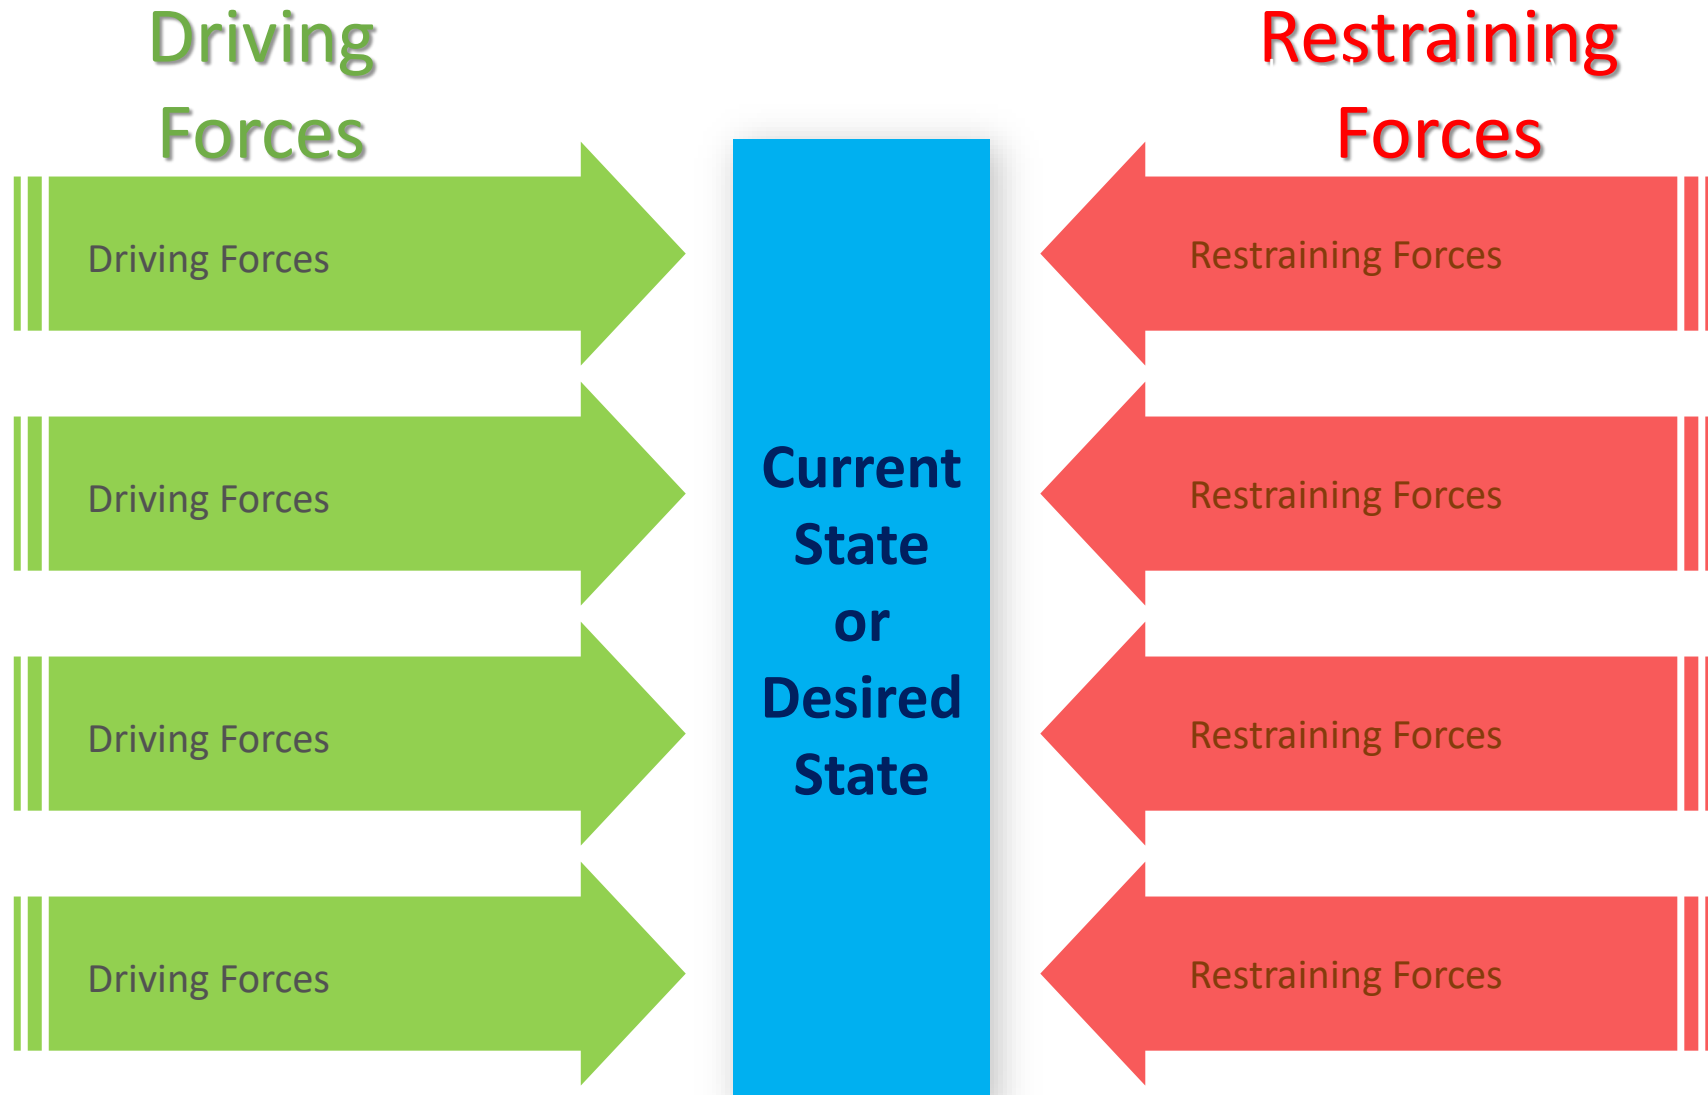 Driving
Forces
Restraining
Forces
Driving Forces
Driving Forces
Driving Forces
Driving Forces
Current
State
or
Desired
State
Restraining Forces
Restraining Forces
Restraining Forces
Restraining Forces